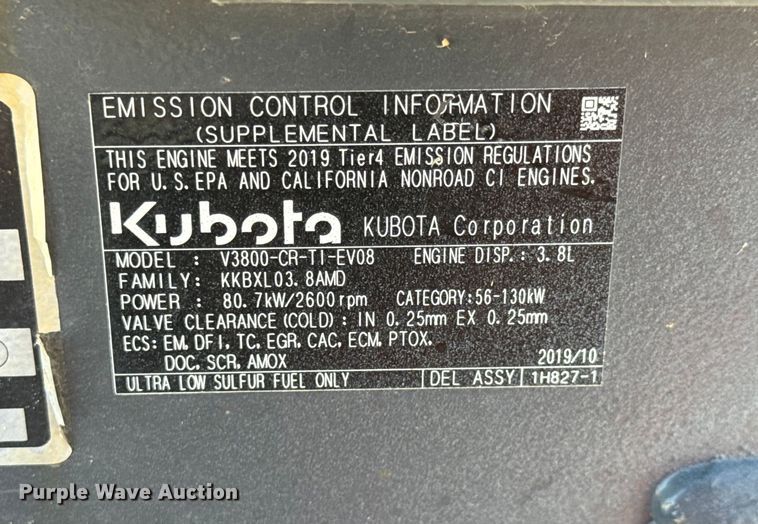 EMISSION CONTROL INFORMATION
(SUPPLEMENTAL LABEL)
THIS ENGINE MEETS 2019 Tier4 EMISSION REGULATIONS
FOR U.S.EPA AND CALIFORNIA NONROAD CI ENGINES.
Kubota KUBOTA Corporation
MODEL : V3800-CR-TI-EV08 ENGINE DISP.: 3.8L
FAMILY: KKBXL03.8AMD
POWER : 80.7kW/2600rpm CATEGORY:56-130kW
VALVE CLEARANCE(COLD): IN 0.25mm EX 0.25mm
ECS: EM, DFI, TC, EGR, CAC, ECM, PTOX,
DOC, SCR, AMOX 2019/10
ULTRA LOW SULFUR FUEL ONLY DEL ASSY 1H827-1
Purple Wave Auction